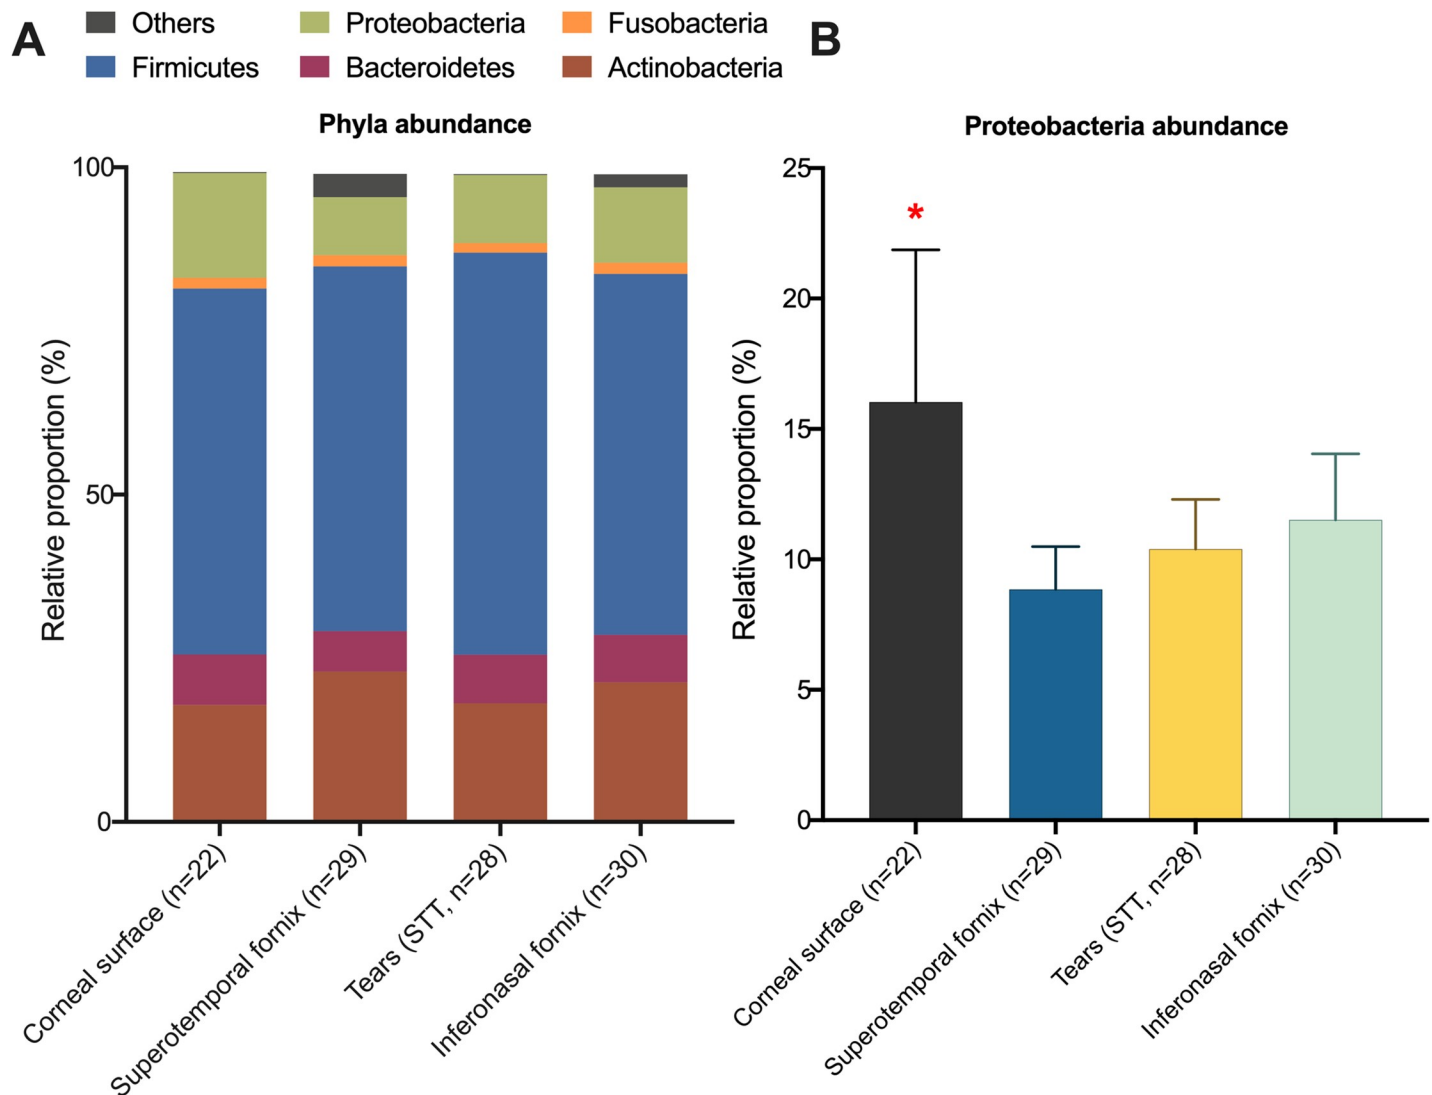 A
Others
Proteobacteria
Fusobacteria
Firmicutes
Bacteroidetes
Actinobacteria
Phyla abundance
Relative proportion (%)
100
50
0
Corneal surface (n=22)
Superotemporal fornix (n=29)
Tears (STT, n=28)
Inferonasal fornix (n=30)
B
Proteobacteria abundance
Relative proportion (%)
25
20
15
10
5
0
*
Corneal surface (n=22)
Superotemporal fornix (n=29)
Tears (STT, n=28)
Inferonasal fornix (n=30)